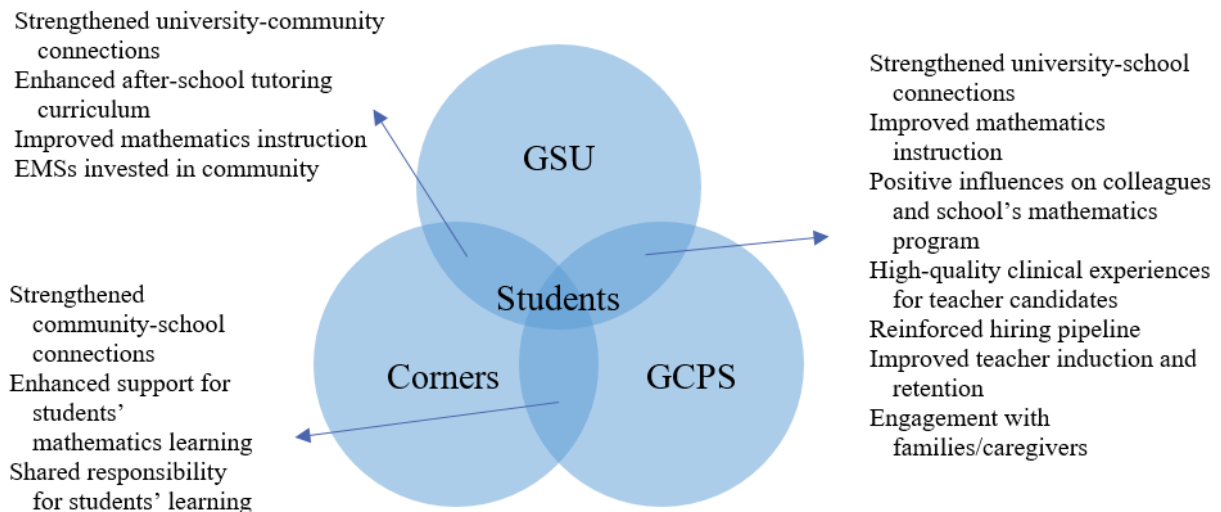 Strengthened university-community
connections
Enhanced after-school tutoring
curriculum
Improved mathematics instruction
EMSs invested in community
GSU
Strengthened university-school
connections
Improved mathematics
instruction
Positive influences on colleagues
and school's mathematics
program
High-quality clinical experiences
for teacher candidates
Reinforced hiring pipeline
Improved teacher induction and
retention
Engagement with
families/caregivers
Students
Strengthened
community-school
connections
Enhanced support for
students'
mathematics learning
Shared responsibility
for students' learning
Corners
GCPS